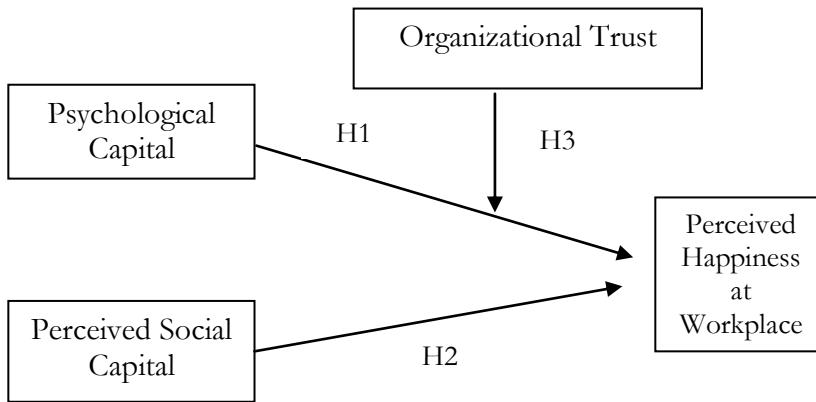 Organizational Trust
Psychological
Capital
H1
H3
Perceived
Happiness
at
Workplace
Perceived Social
Capital
H2